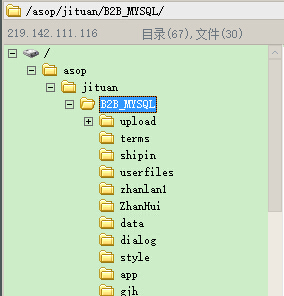 /asop/jituan/B2B_MYSQL/
219.142.111.116 目录(67),文件(30)
/
asop
jituan
B2B_MYSQL
upload
terms
shipin
userfiles
zhanlan1
ZhanHui
data
dialog
style
app
gjh